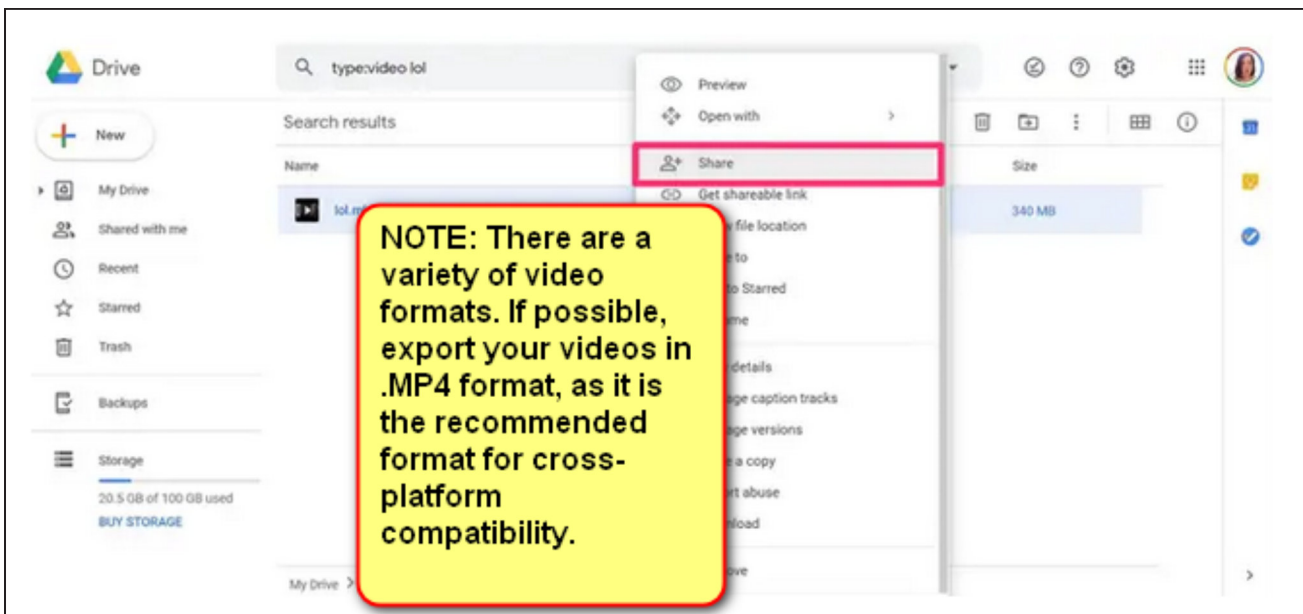 Drive
type:video lol
New
My Drive
Shared with me
Recent
Starred
Trash
Backups
Storage
20.5 GB of 100 GB used
BUY STORAGE
Search results
Name
Size
340 MB
My Drive
Preview
Open with
Share
Get shareable link
file location
to
to Starred
details
caption tracks
versions
a copy
abuse
NOTE: There are a
variety of video
formats. If possible,
export your videos in
.MP4 format, as it is
the recommended
format for cross-
platform
compatibility.